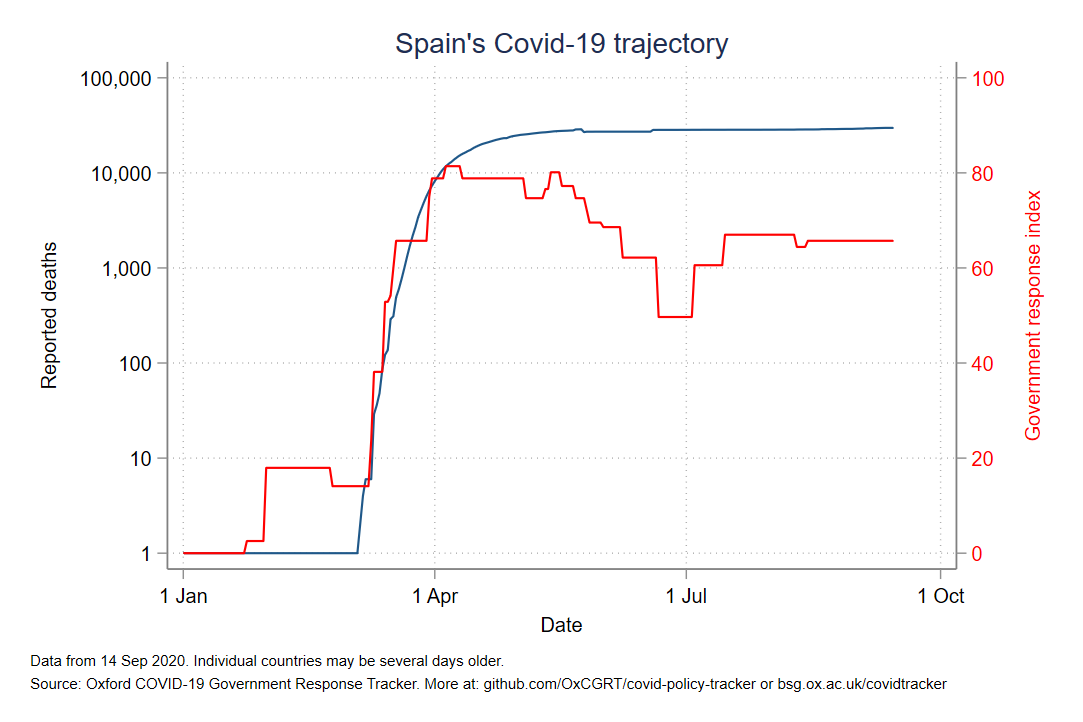 Spain's Covid-19 trajectory
100,000
10,000
1,000
100
10
1
Reported deaths
100
80
60
40
20
0
Government response index
1 Jan
1 Apr
1 Jul
1 Oct
Date
Data from 14 Sep 2020. Individual countries may be several days older.
Source: Oxford COVID-19 Government Response Tracker. More at: github.com/OxCGRT/covid-policy-tracker or bsg.ox.ac.uk/covidtracker